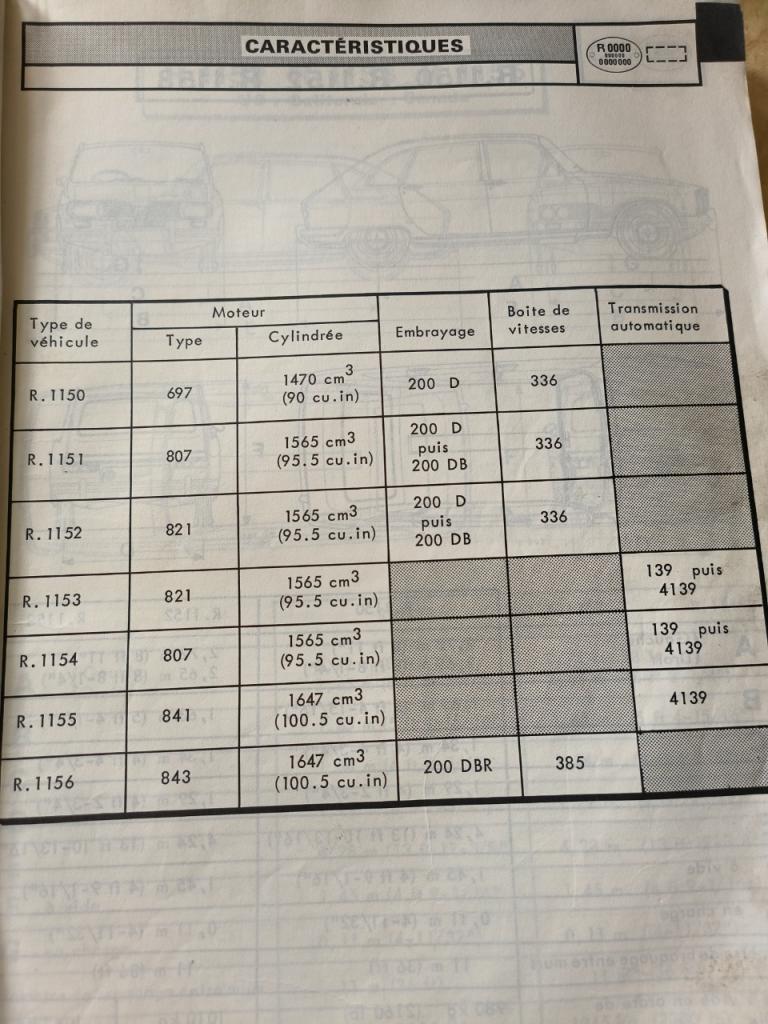 CARACTÉRISTIQUES
R 0000
000000
0000000
Type de véhicule
Moteur
Type
Cylindrée
Embrayage
Boite de vitesses
Transmission automatique
R.1150
697
1470 cm3
(90 cu.in)
200 D
336
R.1151
807
1565 cm3
(95.5 cu.in)
200 D
puis
200 DB
336
R.1152
821
1565 cm3
(95.5 cu.in)
200 D
puis
200 DB
336
R.1153
821
1565 cm3
(95.5 cu.in)
139 puis
4139
R.1154
807
1565 cm3
(95.5 cu.in)
139 puis
4139
R.1155
841
1647 cm3
(100.5 cu.in)
4139
R.1156
843
1647 cm3
(100.5 cu.in)
200 DBR
385